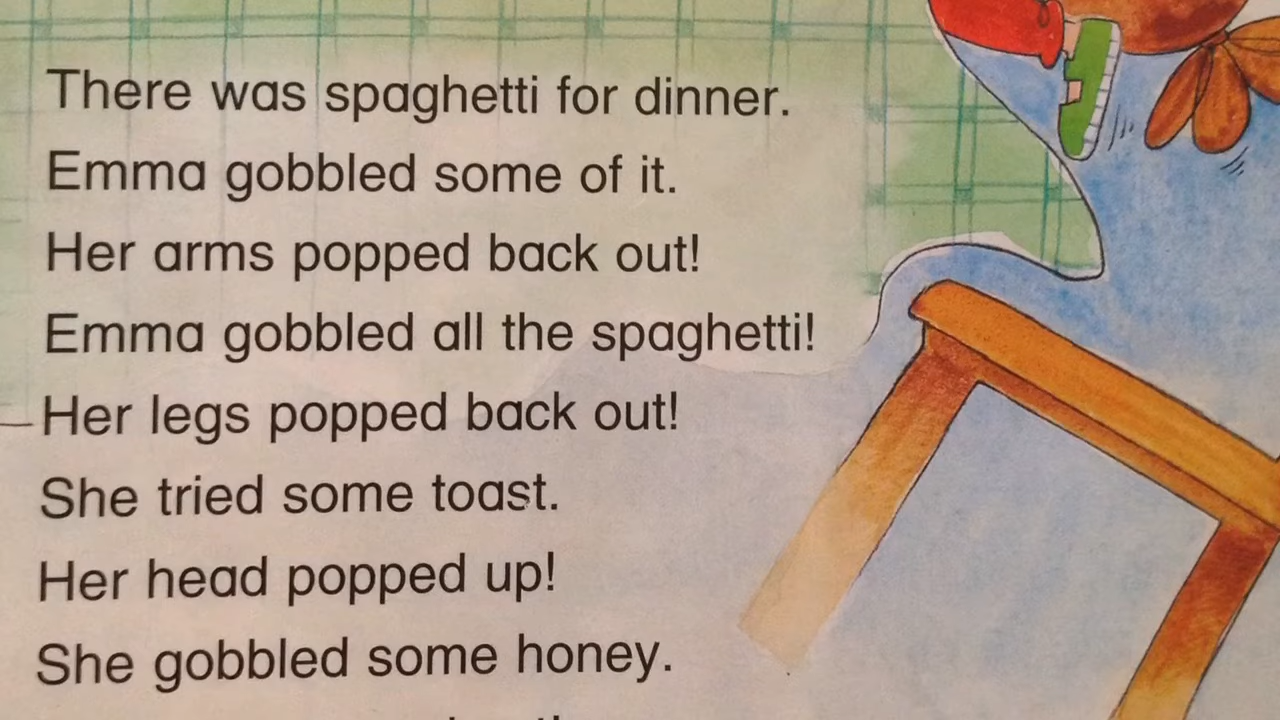 There was spaghetti for dinner.
Emma gobbled some of it.
Her arms popped back out!
Emma gobbled all the spaghetti!
Her legs popped back out!
She tried some toast.
Her head popped up!
She gobbled some honey.